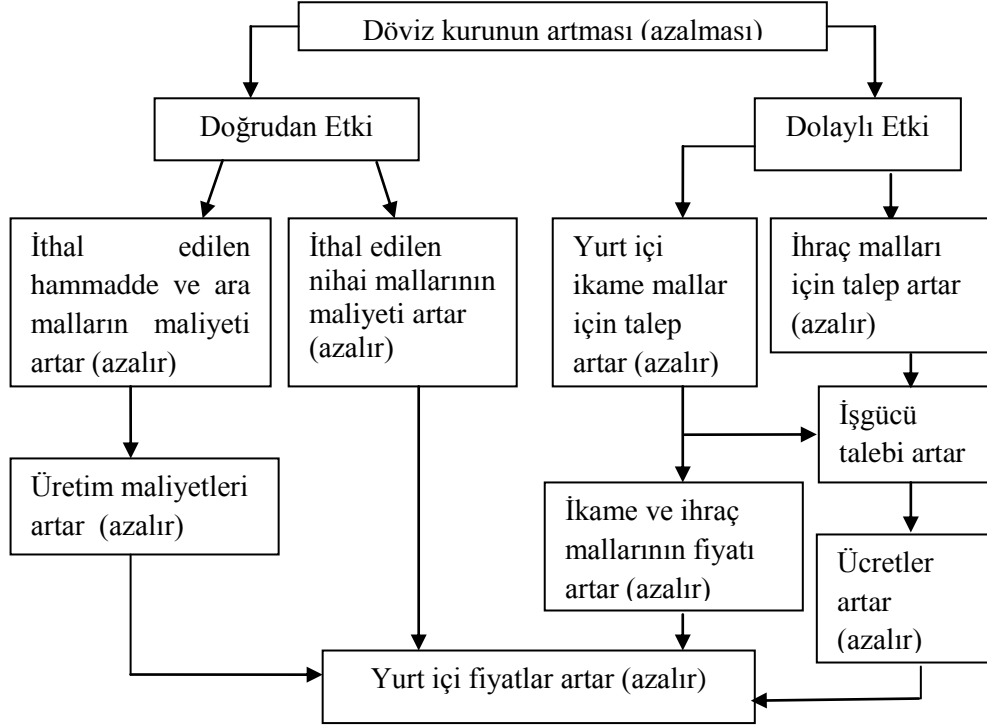 Döviz kurunun artması (azalması)
Doğrudan Etki
Dolaylı Etki
İthal edilen
hammadde ve ara
malların maliyeti
artar (azalır)
İthal edilen
nihai mallarının
maliyeti artar
(azalır)
Yurt içi
ikame mallar
için talep
artar (azalır)
İhraç malları
için talep artar
(azalır)
İşgücü
talebi artar
Üretim maliyetleri
artar (azalır)
İkame ve ihraç
mallarının fiyatı
artar (azalır)
Ücretler
artar
(azalır)
Yurt içi fiyatlar artar (azalır)